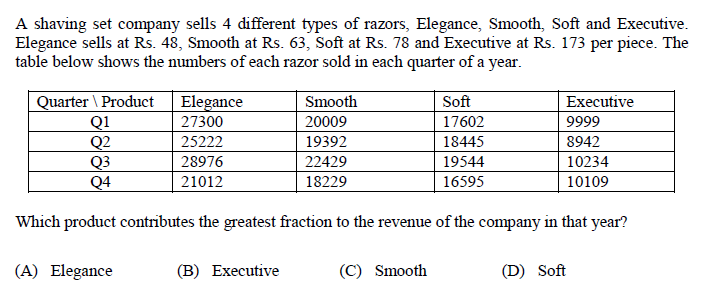 A shaving set company sells 4 different types of razors, Elegance, Smooth, Soft and Executive.
Elegance sells at Rs. 48, Smooth at Rs. 63, Soft at Rs. 78 and Executive at Rs. 173 per piece. The
table below shows the numbers of each razor sold in each quarter of a year.
Quarter \ Product Elegance Smooth Soft Executive
Q1 27300 20009 17602 9999
Q2 25222 19392 18445 8942
Q3 28976 22429 19544 10234
Q4 21012 18229 16595 10109
Which product contributes the greatest fraction to the revenue of the company in that year?
(A) Elegance (B) Executive (C) Smooth (D) Soft